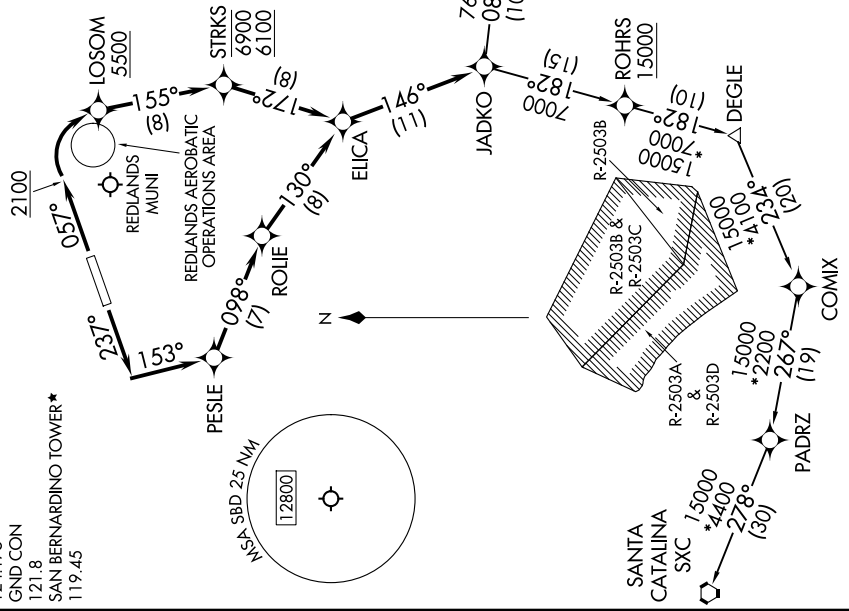 GND CON
121.8
SAN BERNARDINO TOWER★
119.45
2100
057°
237°
153°
LOSOM
5500
155°
(8)
STRKS
6900
6100
172°
(8)
REDLANDS
MUNI
REDLANDS AEROBATIC
OPERATIONS AREA
PESLE
098°
(7)
ROLIE
130°
(8)
ELICA
146°
(11)
JADKO
7000
182°
(15)
ROHRS
15000
15000
*7000
182°
(10)
DEGLE
15000
*4100
234°
(20)
COMIX
15000
*2200
267°
(19)
PADRZ
15000
*4400
278°
(30)
SANTA
CATALINA
SXC
N
MSA SBD 25 NM
12800
R-2503B
R-2503B &
R-2503C
R-2503A
&
R-2503D